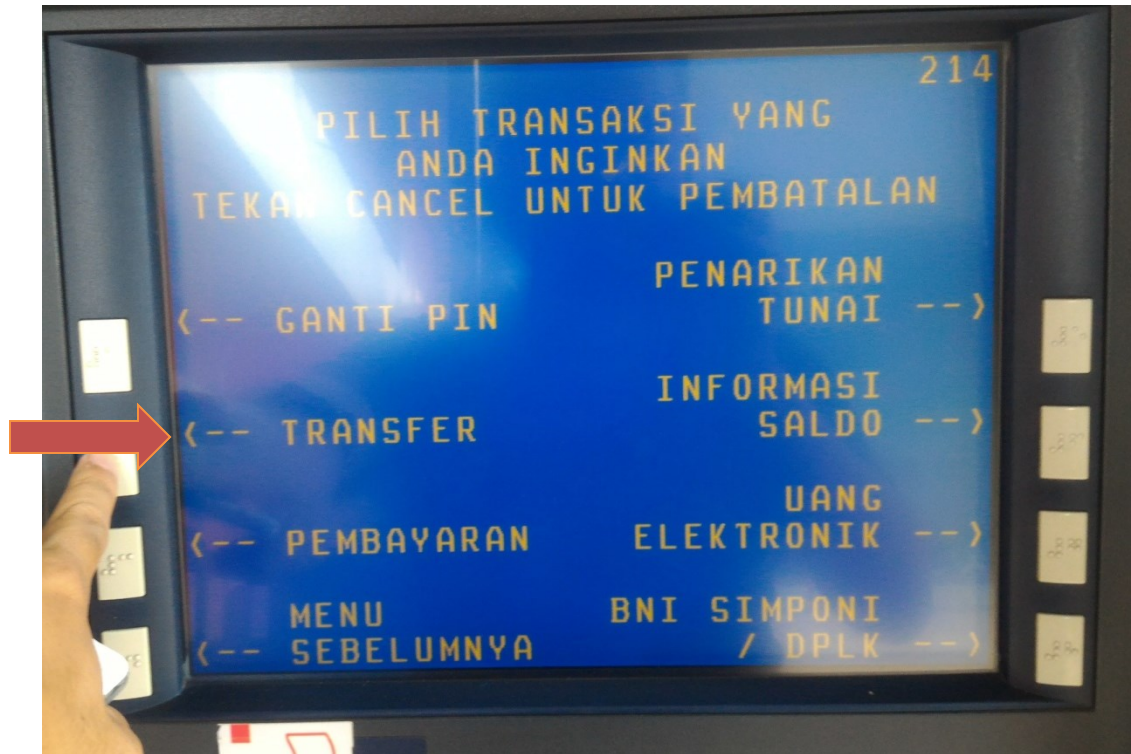 214
PILIH TRANSAKSI YANG
ANDA INGINKAN
TEKAN CANCEL UNTUK PEMBATALAN
PENARIKAN
<-- GANTI PIN TUNAI -->
INFORMASI
<-- TRANSFER SALDO -->
UANG
<-- PEMBAYARAN ELEKTRONIK -->
MENU BNI SIMPONI
<-- SEBELUMNYA / DPLK -->